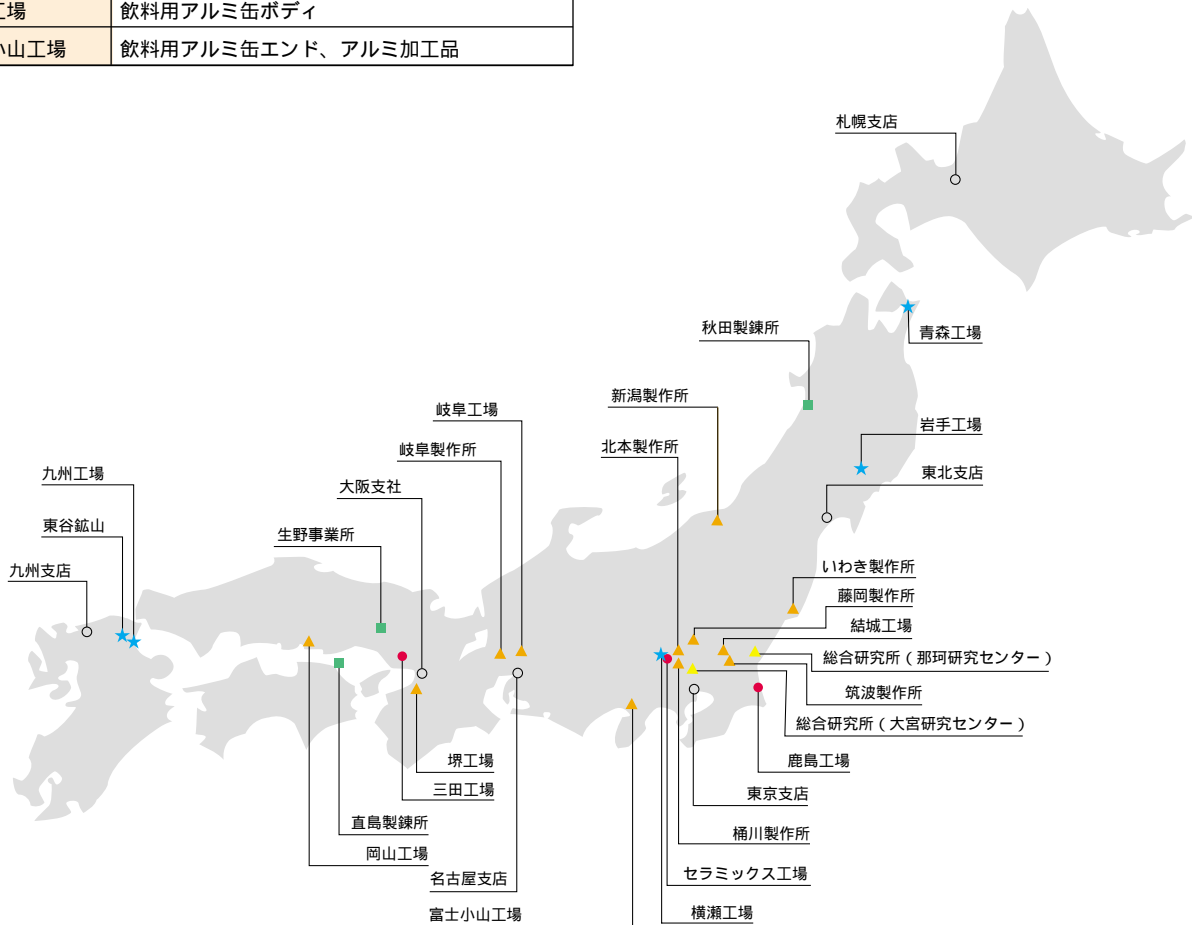 工場 飲料用アルミ缶ボディ
小山工場 飲料用アルミ缶エンド、アルミ加工品
札幌支店
秋田製錬所
青森工場
新潟製作所
岐阜工場
岩手工場
北本製作所
岐阜製作所
東北支店
九州工場
大阪支社
東谷鉱山
生野事業所
九州支店
いわき製作所
藤岡製作所
結城工場
総合研究所(那珂研究センター)
筑波製作所
総合研究所(大宮研究センター)
堺工場
鹿島工場
三田工場
東京支店
直島製錬所
桶川製作所
岡山工場
名古屋支店
セラミックス工場
富士小山工場
横瀬工場